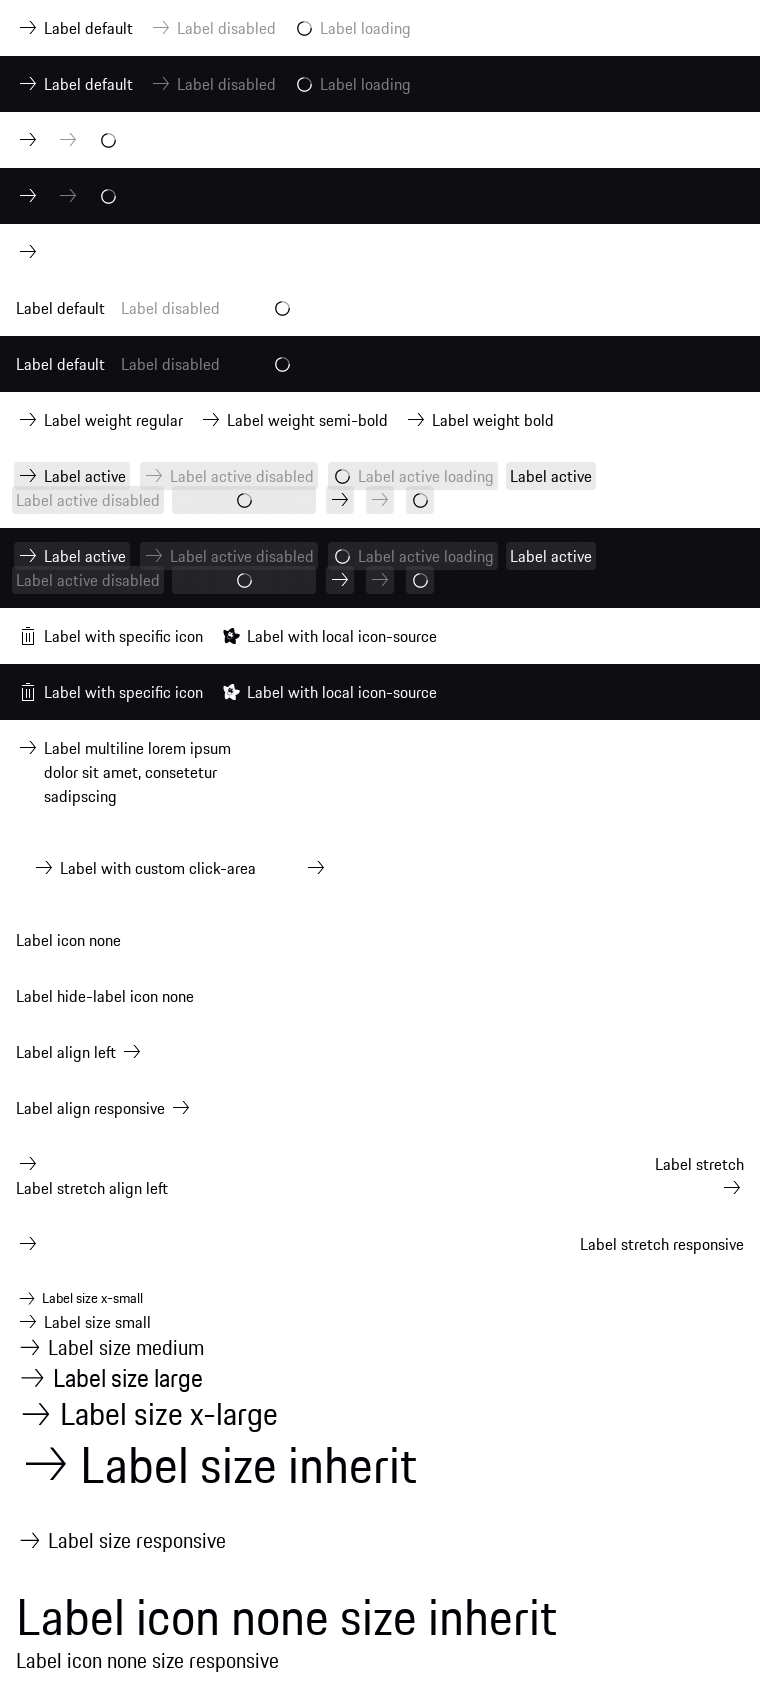 Label default Label disabled Label loading
Label default Label disabled Label loading
Label default Label disabled
Label default Label disabled
Label weight regular Label weight semi-bold Label weight bold
Label active Label active disabled Label active loading Label active
Label active disabled
Label active Label active disabled Label active loading Label active
Label active disabled
Label with specific icon Label with local icon-source
Label with specific icon Label with local icon-source
Label multiline lorem ipsum
dolor sit amet, consetetur
sadipscing
Label with custom click-area
Label icon none
Label hide-label icon none
Label align left
Label align responsive
Label stretch
Label stretch align left
Label stretch responsive
Label size x-small
Label size small
Label size medium
Label size large
Label size x-large
Label size inherit
Label size responsive
Label icon none size inherit
Label icon none size responsive